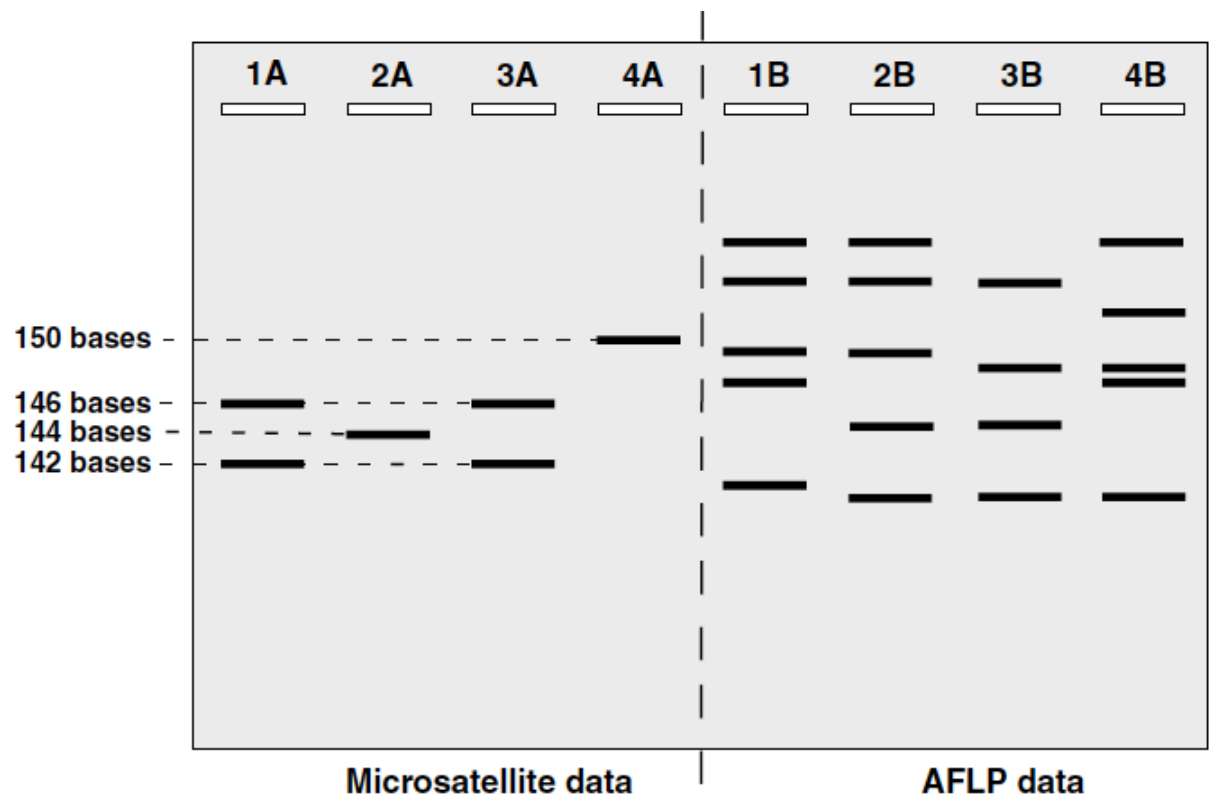 1A 2A 3A 4A 1B 2B 3B 4B
150 bases
146 bases
144 bases
142 bases
Microsatellite data AFLP data